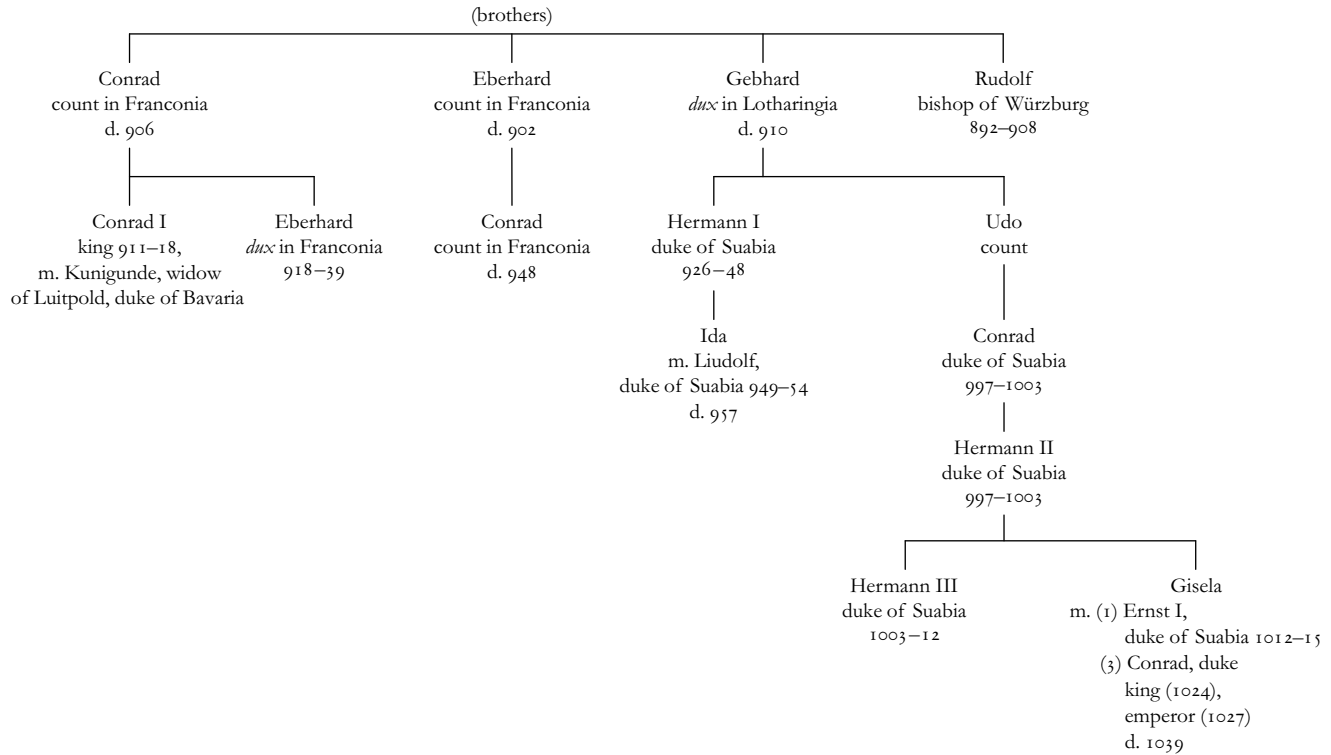 (brothers)
Conrad
count in Franconia
d. 906
Eberhard
count in Franconia
d. 902
Gebhard
dux in Lotharingia
d. 910
Rudolf
bishop of Würzburg
892–908
Conrad I
king 911–18,
m. Kunigunde, widow
of Luitpold, duke of Bavaria
Eberhard
dux in Franconia
918–39
Conrad
count in Franconia
d. 948
Hermann I
duke of Suabia
926–48
Udo
count
Ida
m. Liudolf,
duke of Suabia 949–54
d. 957
Conrad
duke of Suabia
997–1003
Hermann II
duke of Suabia
997–1003
Hermann III
duke of Suabia
1003–12
Gisela
m. (1) Ernst I,
duke of Suabia 1012–15
(3) Conrad, duke
king (1024),
emperor (1027)
d. 1039